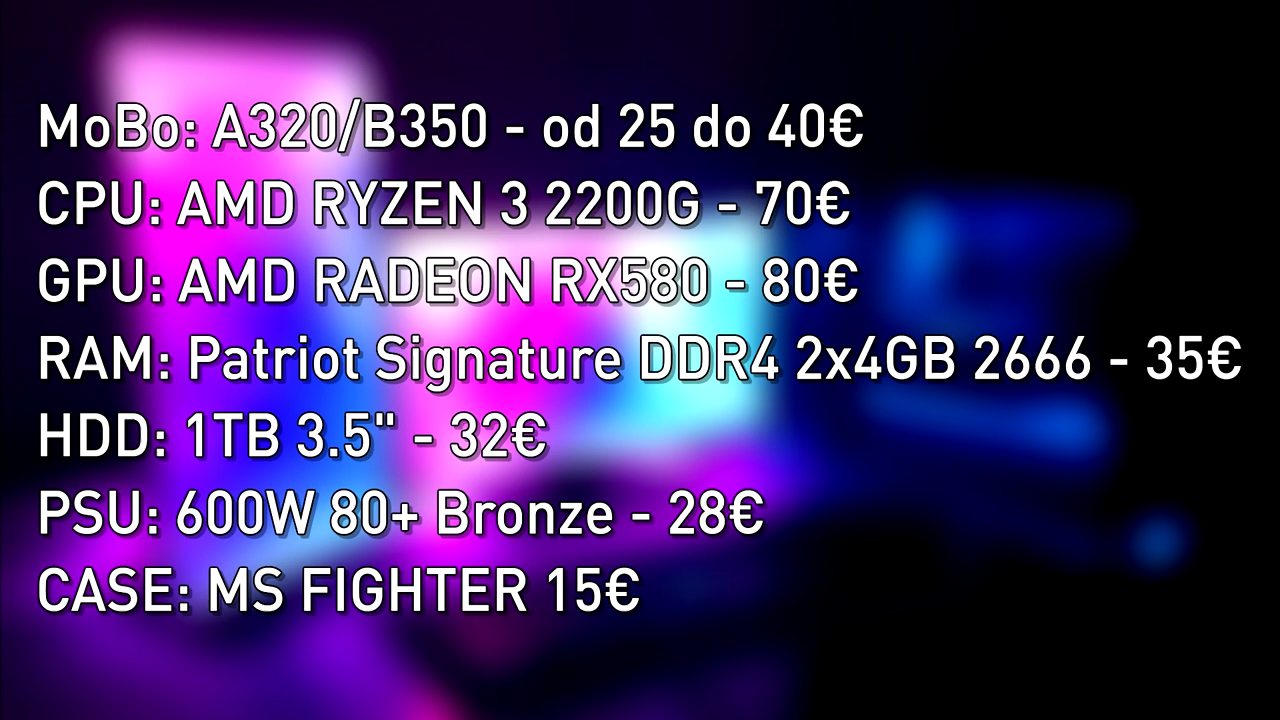 MoBo: A320/B350 - od 25 do 40€
CPU: AMD RYZEN 3 2200G - 70€
GPU: AMD RADEON RX580 - 80€
RAM: Patriot Signature DDR4 2x4GB 2666 - 35€
HDD: 1TB 3.5" - 32€
PSU: 600W 80+ Bronze - 28€
CASE: MS FIGHTER 15€